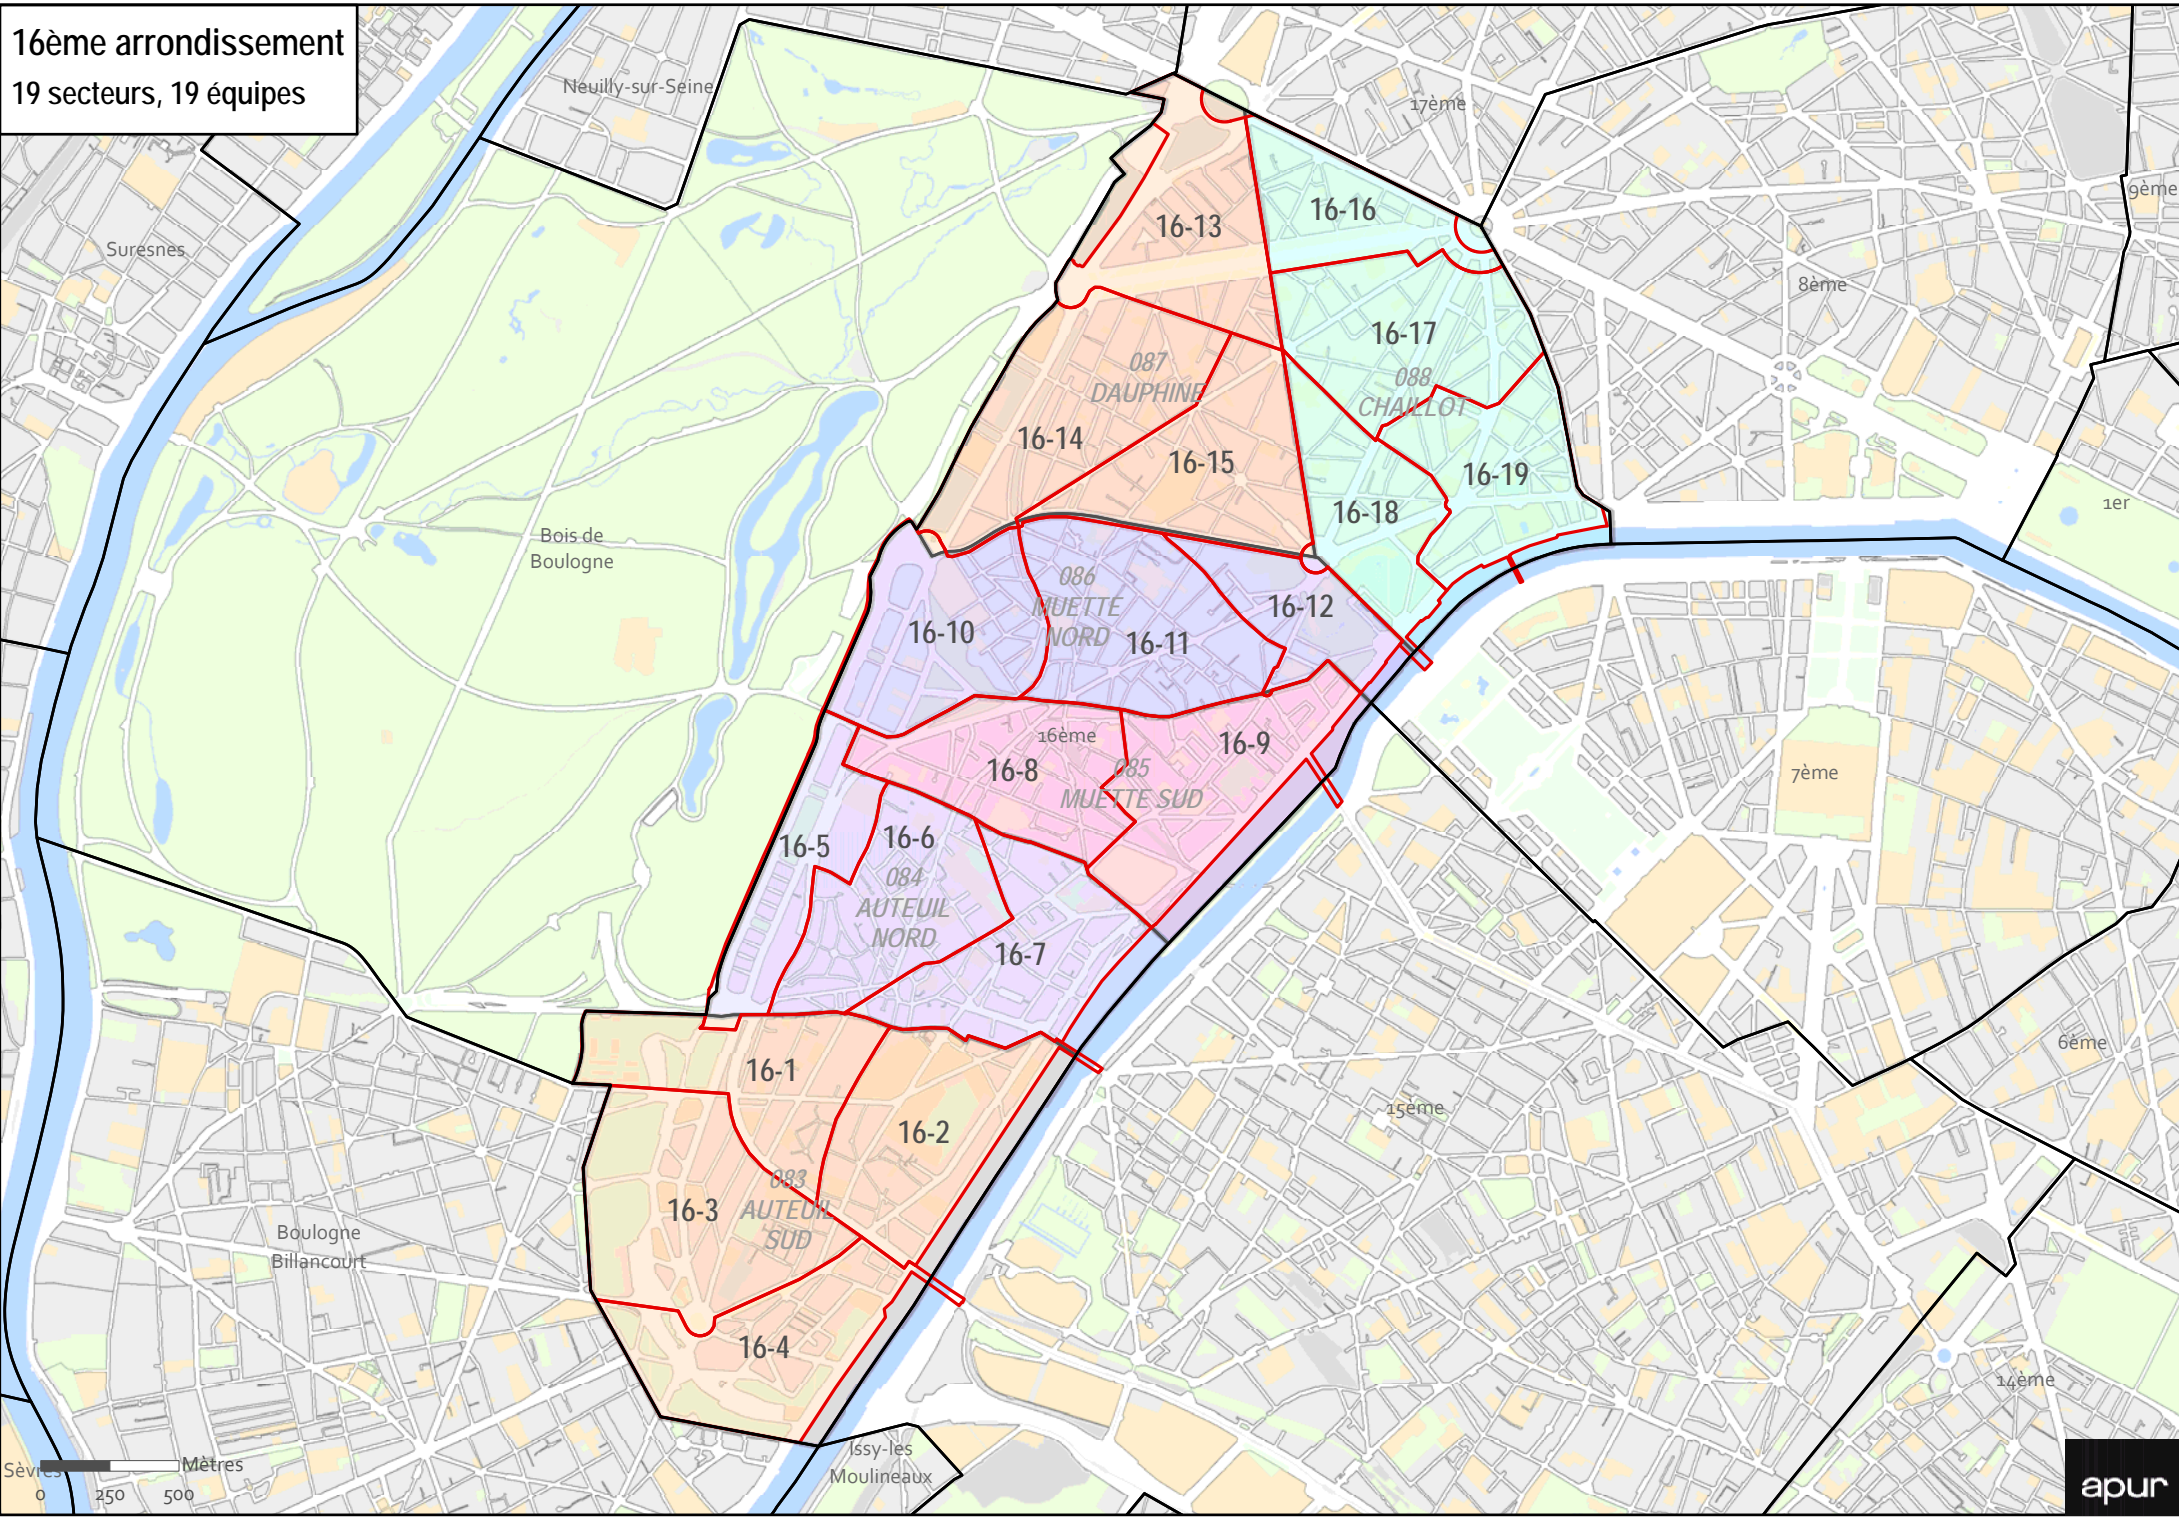 16ème arrondissement
19 secteurs, 19 équipes
Neuilly-sur-Seine
17ème
9ème
Suresnes
16-13
16-16
8ème
16-17
087
DAUPHINE
088
CHAILLOT
16-14
16-15
16-19
16-18
1er
Bois de
Boulogne
086
MUETTE
NORD
16-10
16-11
16-12
16ème
16-8
16-9
085
MUETTE SUD
7ème
16-5
16-6
084
AUTEUIL
NORD
16-7
6ème
16-1
16-2
15ème
083
AUTEUIL
SUD
16-3
Boulogne
Billancourt
16-4
14ème
Issy-les
Moulineaux
Sèvres
Mètres
0 250 500
apur